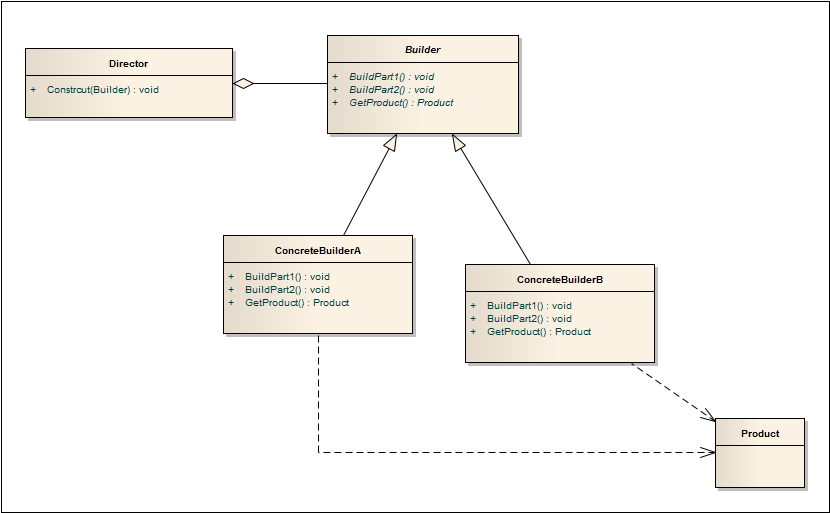 Director
+ Constrcut(Builder) : void
Builder
+ BuildPart1() : void
+ BuildPart2() : void
+ GetProduct() : Product
ConcreteBuilderA
+ BuildPart1() : void
+ BuildPart2() : void
+ GetProduct() : Product
ConcreteBuilderB
+ BuildPart1() : void
+ BuildPart2() : void
+ GetProduct() : Product
Product